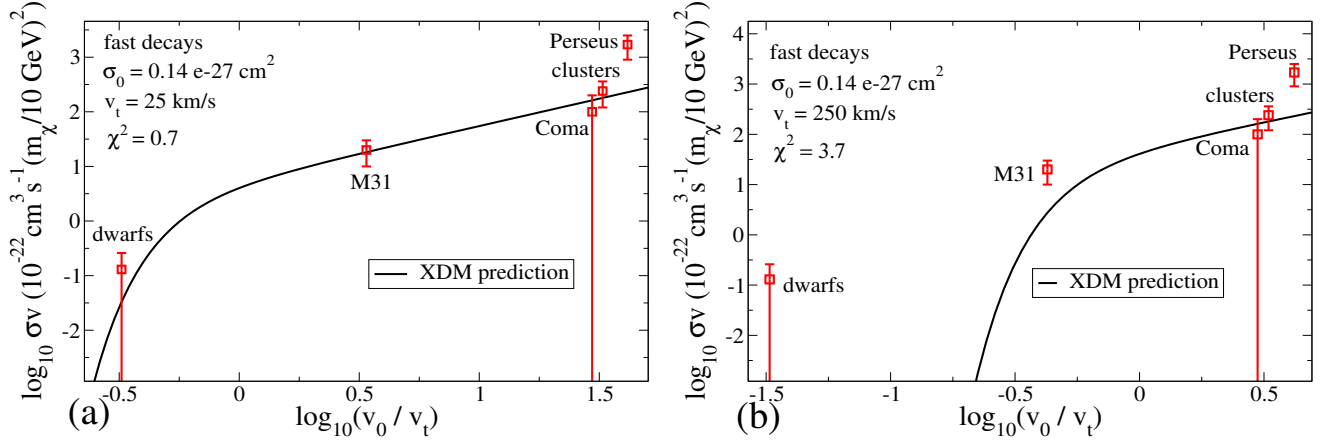 fast decays
σ₀ = 0.14 e-27 cm²
vₜ = 25 km/s
χ² = 0.7
Perseus
clusters
Coma
M31
dwarfs
XDM prediction
log₁₀ σv (10⁻²² cm³ s⁻¹(mᵪ/10 GeV)²)
3
2
1
0
-1
-2
-0.5
0
0.5
1
1.5
log₁₀(v₀ / vₜ)
(a)
fast decays
σ₀ = 0.14 e-27 cm²
vₜ = 250 km/s
χ² = 3.7
Perseus
clusters
Coma
M31
dwarfs
XDM prediction
log₁₀ σv (10⁻²² cm³ s⁻¹(mᵪ/10 GeV)²)
4
3
2
1
0
-1
-2
-1.5
-1
-0.5
0
0.5
log₁₀(v₀ / vₜ)
(b)